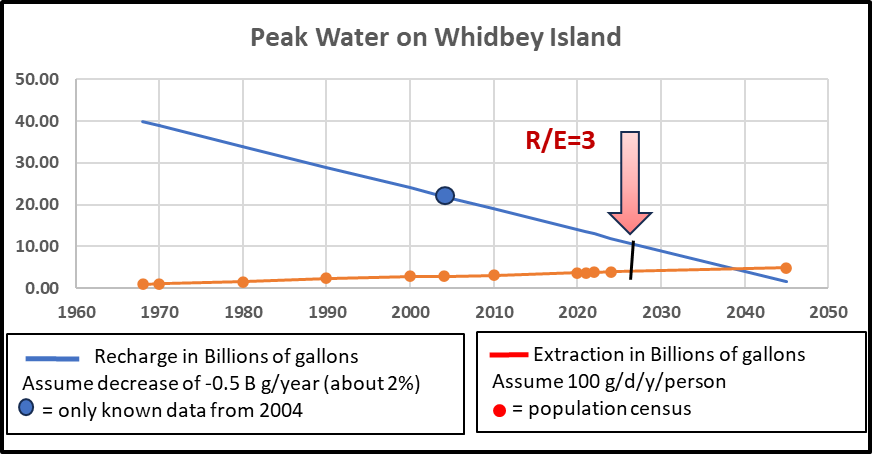 Peak Water on Whidbey Island
50.00
40.00
30.00
20.00
10.00
0.00
R/E=3
1960 1970 1980 1990 2000 2010 2020 2030 2040 2050
Recharge in Billions of gallons
Assume decrease of -0.5 B g/year (about 2%)
= only known data from 2004
Extraction in Billions of gallons
Assume 100 g/d/y/person
= population census